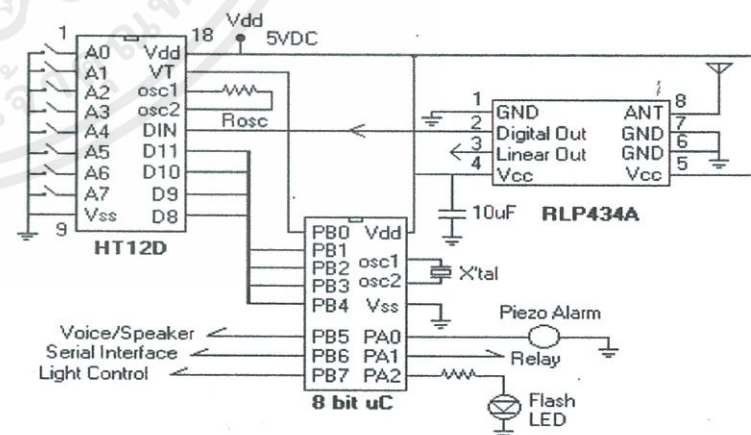 Vdd
5VDC
1
18
A0
A1
A2
A3
A4
A5
A6
A7
Vss
9
Vdd
VT
osc1
osc2
DIN
D11
D10
D9
D8
HT12D
Rosc
1
2
3
4
GND
Digital Out
Linear Out
Vcc
ANT
GND
GND
Vcc
8
7
6
5
10uF
RLP434A
PB0
PB1
PB2
PB3
PB4
PB5
PB6
PB7
Vdd
osc1
osc2
Vss
PA0
PA1
PA2
8 bit uC
X'tal
Voice/Speaker
Serial Interface
Light Control
Piezo Alarm
Relay
Flash
LED